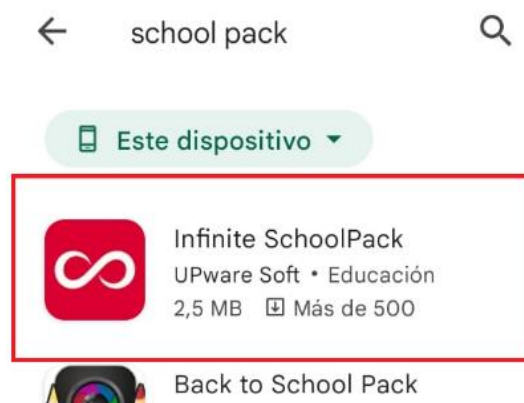 school pack
Este dispositivo
Infinite SchoolPack
UPware Soft • Educación
2,5 MB Más de 500
Back to School Pack